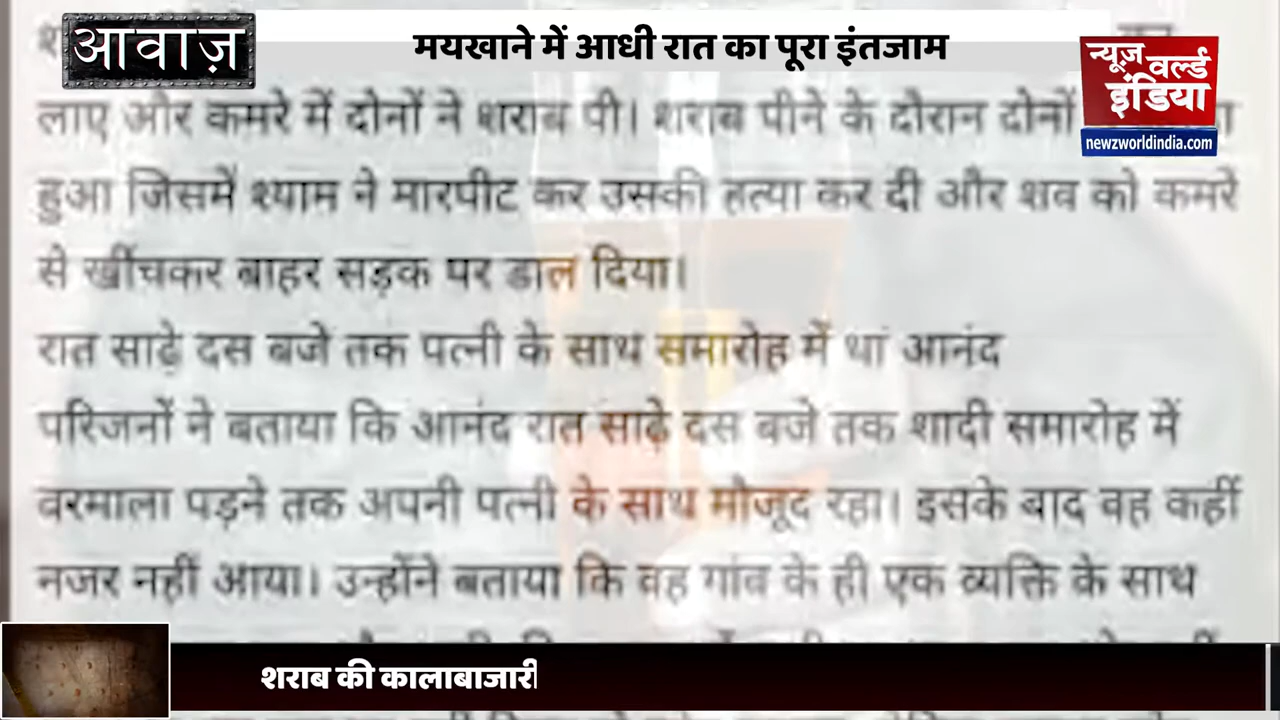 आवाज़
मयखाने में आधी रात का पूरा इंतजाम
न्यूज़ वर्ल्ड इंडिया
newzworldindia.com
लाए और कमरे में दोनों ने शराब पी। शराब पीने के दौरान दोनों
हुआ जिसमें श्याम ने मारपीट कर उसकी हत्या कर दी और शव को कमरे
से खींचकर बाहर सड़क पर डाल दिया।
रात साढ़े दस बजे तक पत्नी के साथ समारोह में था आनंद
परिजनों ने बताया कि आनंद रात साढ़े दस बजे तक शादी समारोह में
वरमाला पड़ने तक अपनी पत्नी के साथ मौजूद रहा। इसके बाद वह कहीं
नजर नहीं आया। उन्होंने बताया कि वह गांव के ही एक व्यक्ति के साथ
शराब की कालाबाजारी